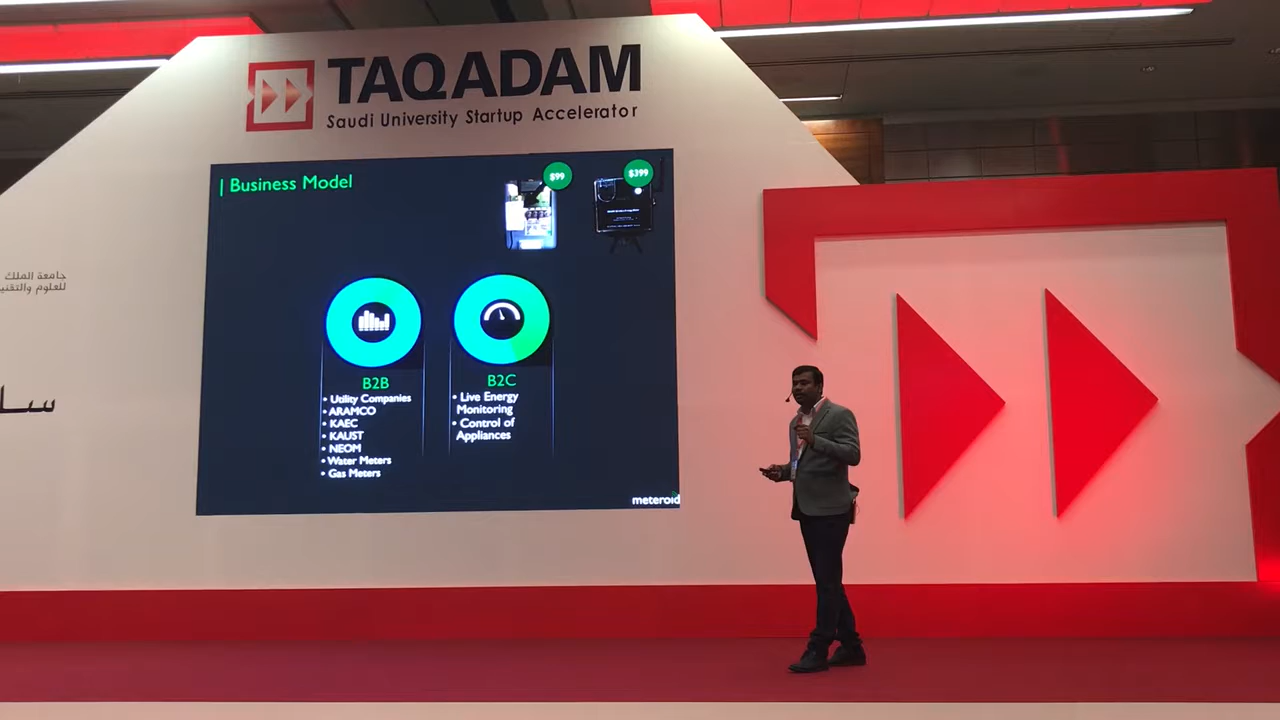 TAQADAM
Saudi University Startup Accelerator
| Business Model
$99
$399
B2B
• Utility Companies
• ARAMCO
• KAEC
• KAUST
• NEOM
• Water Meters
• Gas Meters
B2C
• Live Energy
Monitoring
• Control of
Appliances
meteroid
جامعة الملك
للعلوم والتقني